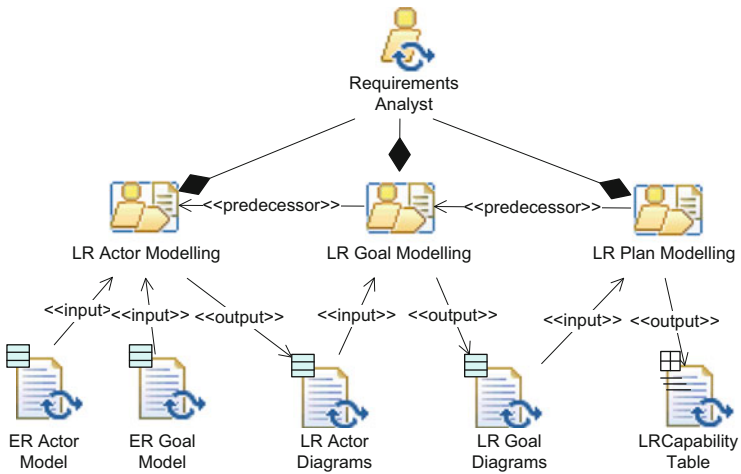 Requirements
Analyst
<<predecessor>>
<<predecessor>>
LR Actor Modelling
LR Goal Modelling
LR Plan Modelling
<<input>>
<<input>>
<<output>>
<<input>>
<<output>>
<<input>>
<<output>>
ER Actor
Model
ER Goal
Model
LR Actor
Diagrams
LR Goal
Diagrams
LRCapability
Table